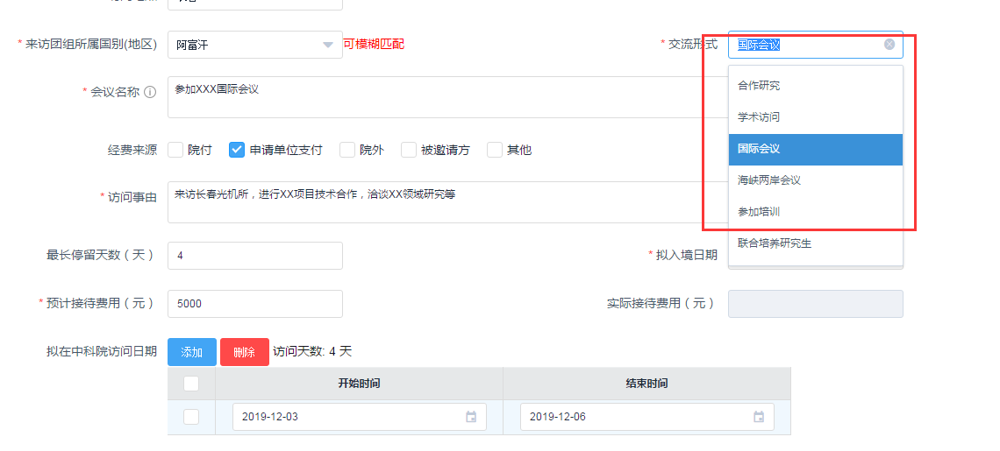 * 来访团组所属国别(地区) 阿富汗 可模糊匹配 * 交流形式 国际会议
* 会议名称 参加XXX国际会议
合作研究
学术访问
国际会议
海峡两岸会议
参加培训
联合培养研究生
经费来源 院付 申请单位支付 院外 被邀请方 其他
* 访问事由 来访长春光机所，进行XX项目技术合作，洽谈XX领域研究等
最长停留天数（天） 4 * 拟入境日期
* 预计接待费用（元） 5000 实际接待费用（元）
拟在中科院访问日期 添加 删除 访问天数: 4 天
开始时间 结束时间
2019-12-03 2019-12-06